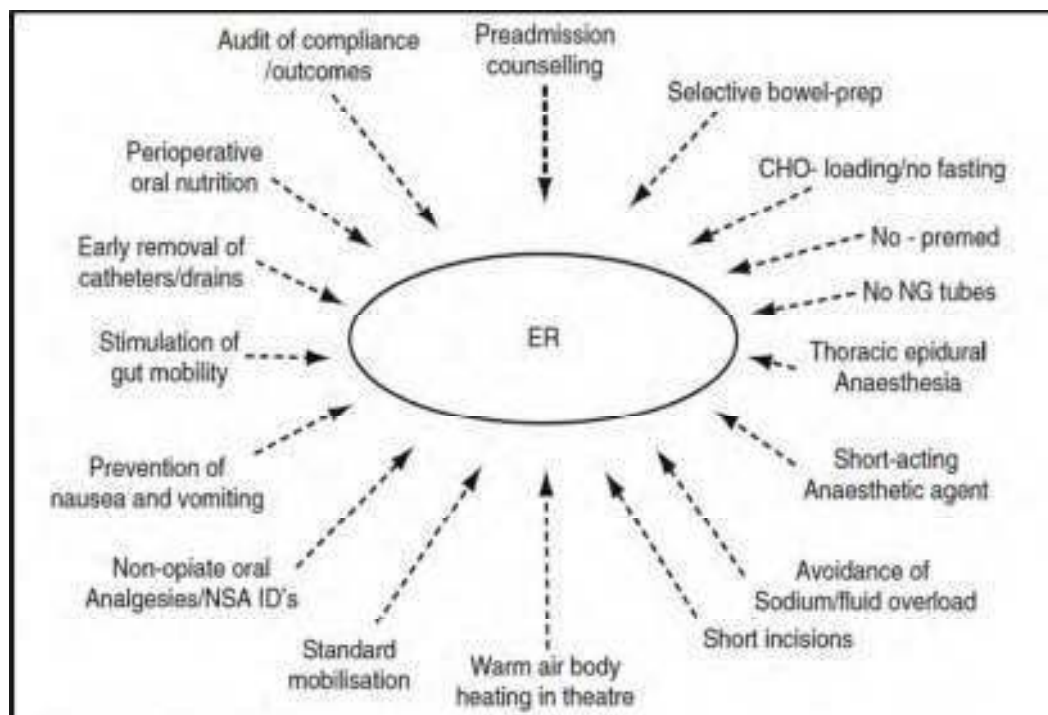 Audit of compliance
/outcomes
Preadmission
counselling
Selective bowel-prep
Perioperative
oral nutrition
CHO- loading/no fasting
No - premed
Early removal of
catheters/drains
No NG tubes
ER
Stimulation of
gut mobility
Thoracic epidural
Anaesthesia
Prevention of
nausea and vomiting
Short-acting
Anaesthetic agent
Non-opiate oral
Analgesies/NSA ID's
Avoidance of
Sodium/fluid overload
Standard
mobilisation
Warm air body
heating in theatre
Short incisions